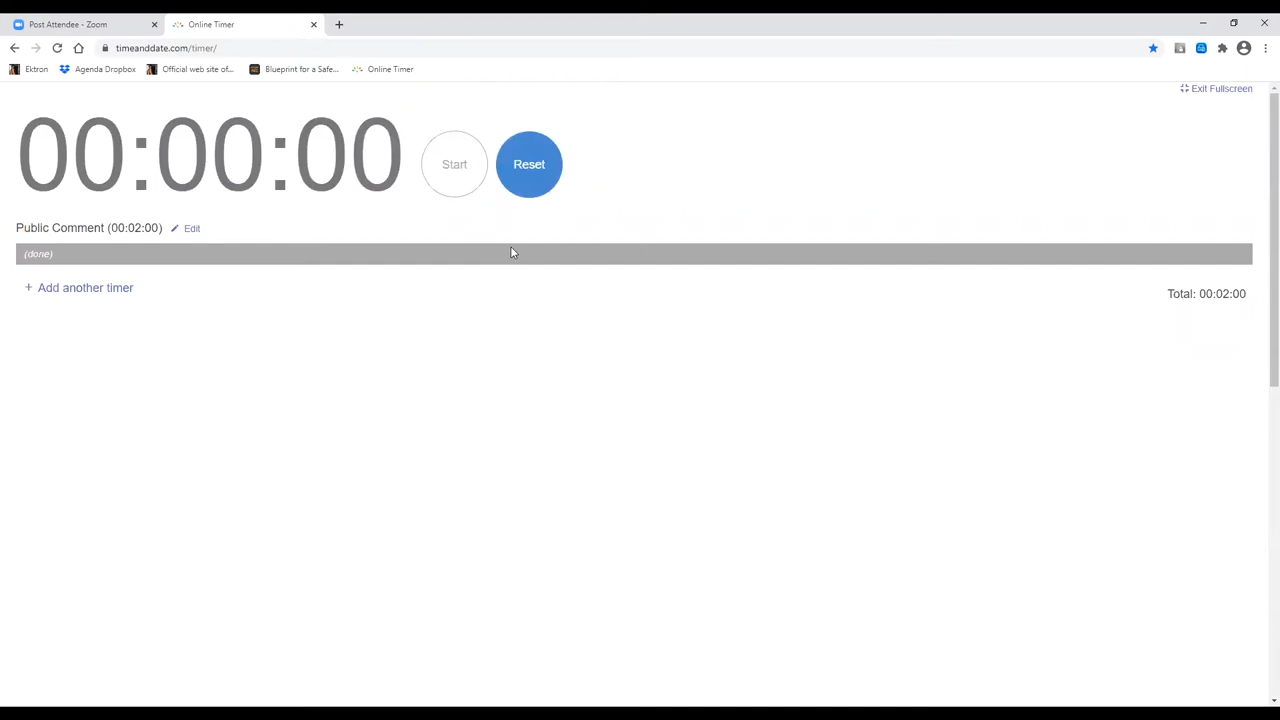 Post Attendee - Zoom
Online Timer
timeanddate.com/timer/
Ektron
Agenda Dropbox
Official web site of...
Blueprint for a Safe...
Online Timer
Exit Fullscreen
00:00:00
Start
Reset
Public Comment (00:02:00)
Edit
(done)
+ Add another timer
Total: 00:02:00